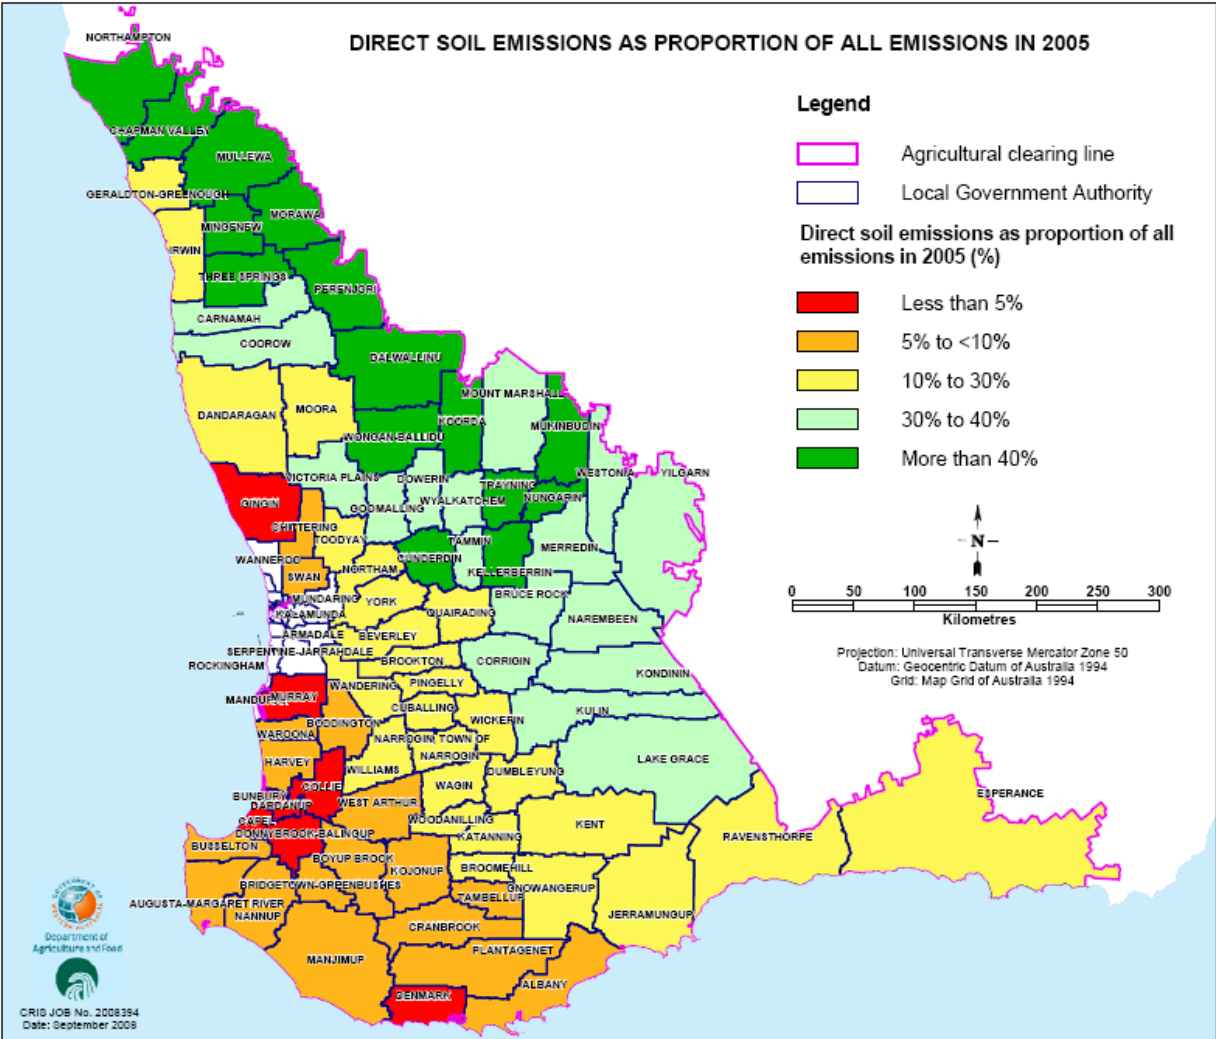 DIRECT SOIL EMISSIONS AS PROPORTION OF ALL EMISSIONS IN 2005
Legend
Agricultural clearing line
Local Government Authority
Direct soil emissions as proportion of all
emissions in 2005 (%)
Less than 5%
5% to <10%
10% to 30%
30% to 40%
More than 40%
N
0 50 100 150 200 250 300
Kilometres
Projection: Universal Transverse Mercator Zone 50
Datum: Geocentric Datum of Australia 1994
Grid: Map Grid of Australia 1994
NORTHAMPTON
CHAPMAN VALLEY
MULLEWA
GERALDTON-GREENOUGH
MORAWA
MINGENEW
IRWIN
THREE SPRINGS
PERENJORI
CARNAMAH
COOROW
DALWALLINU
MOUNT MARSHALL
DANDARAGAN
MOORA
KOORDA
MUKINBUDIN
WONGAN-BALLIDU
WESTONIA
YILGARN
VICTORIA PLAINS
DOWERIN
TRAYNING
GINGIN
WYALKATCHEM
NUNGARIN
GOOMALLING
CHITTERING
TOODYAY
TAMMIN
MERREDIN
WANNEROO
CUNDERDIN
NORTHAM
KELLERBERRIN
SWAN
BRUCE ROCK
MUNDARING
YORK
KALAMUNDA
QUAIRADING
NAREMBEEN
ARMADALE
BEVERLEY
SERPENTINE-JARRAHDALE
ROCKINGHAM
BROOKTON
CORRIGIN
KONDININ
WANDERING
PINGELLY
MURRAY
CUBALLING
KULIN
BODDINGTON
WICKEPIN
WAROONA
NARROGIN, TOWN OF
NARROGIN
HARVEY
LAKE GRACE
WILLIAMS
DUMBLEYUNG
COLLIE
WAGIN
BUNBURY
DARDANUP
WEST ARTHUR
ESPERANCE
CAPEL
WOODANILLING
KENT
DONNYBROOK-BALINGUP
KATANNING
RAVENSTHORPE
BUSSELTON
BOYUP BROOK
KOJONUP
BROOMEHILL
BRIDGETOWN-GREENBUSHES
GNOWANGERUP
TAMBELLUP
AUGUSTA-MARGARET RIVER
NANNUP
JERRAMUNGUP
CRANBROOK
PLANTAGENET
MANJIMUP
ALBANY
DENMARK
GOVERNMENT OF
WESTERN AUSTRALIA
Department of
Agriculture and Food
CRIS JOB No. 2008394
Date: September 2008